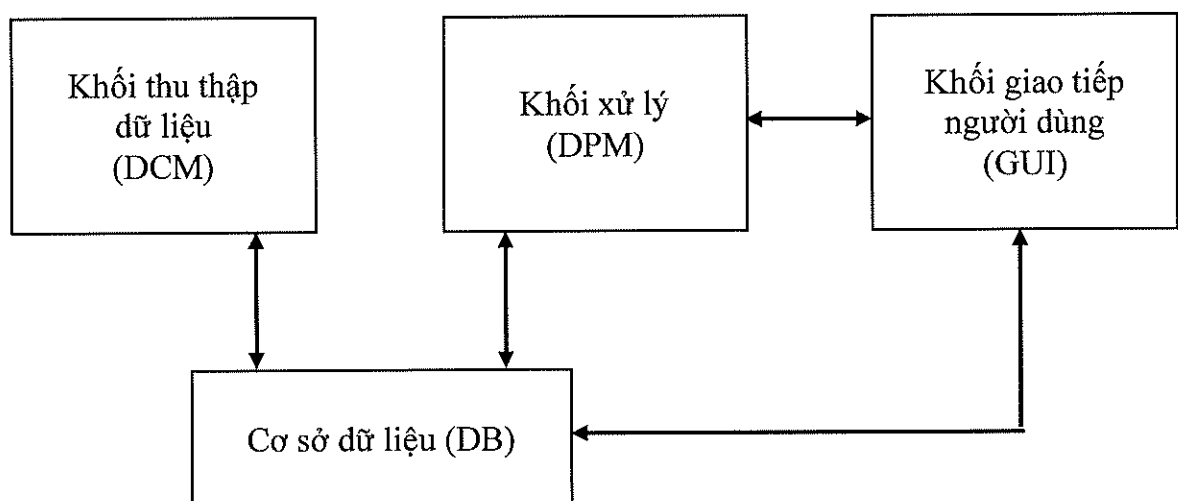 Khối thu thập
dữ liệu
(DCM)
Khối xử lý
(DPM)
Khối giao tiếp
người dùng
(GUI)
Cơ sở dữ liệu (DB)